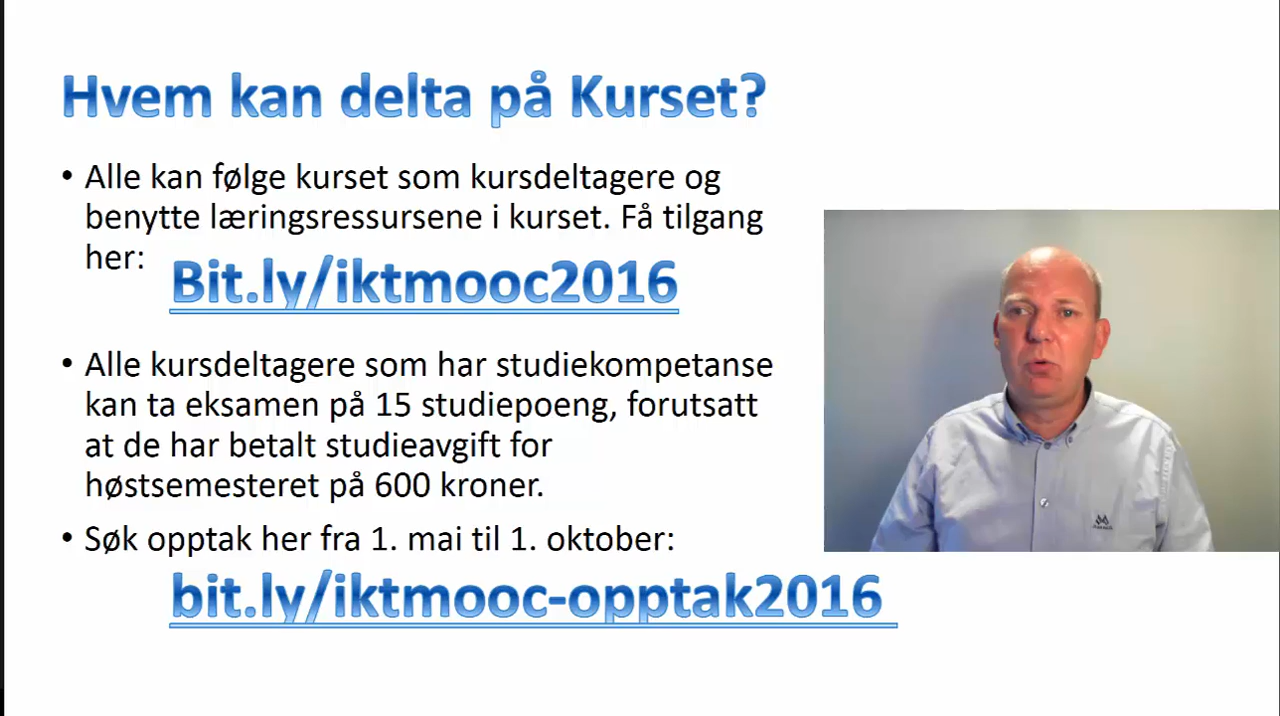 Hvem kan delta på Kurset?
• Alle kan følge kurset som kursdeltagere og
benytte læringsressursene i kurset. Få tilgang
her:
Bit.ly/iktmooc2016
• Alle kursdeltagere som har studiekompetanse
kan ta eksamen på 15 studiepoeng, forutsatt
at de har betalt studieavgift for
høstsemesteret på 600 kroner.
• Søk opptak her fra 1. mai til 1. oktober:
bit.ly/iktmooc-opptak2016